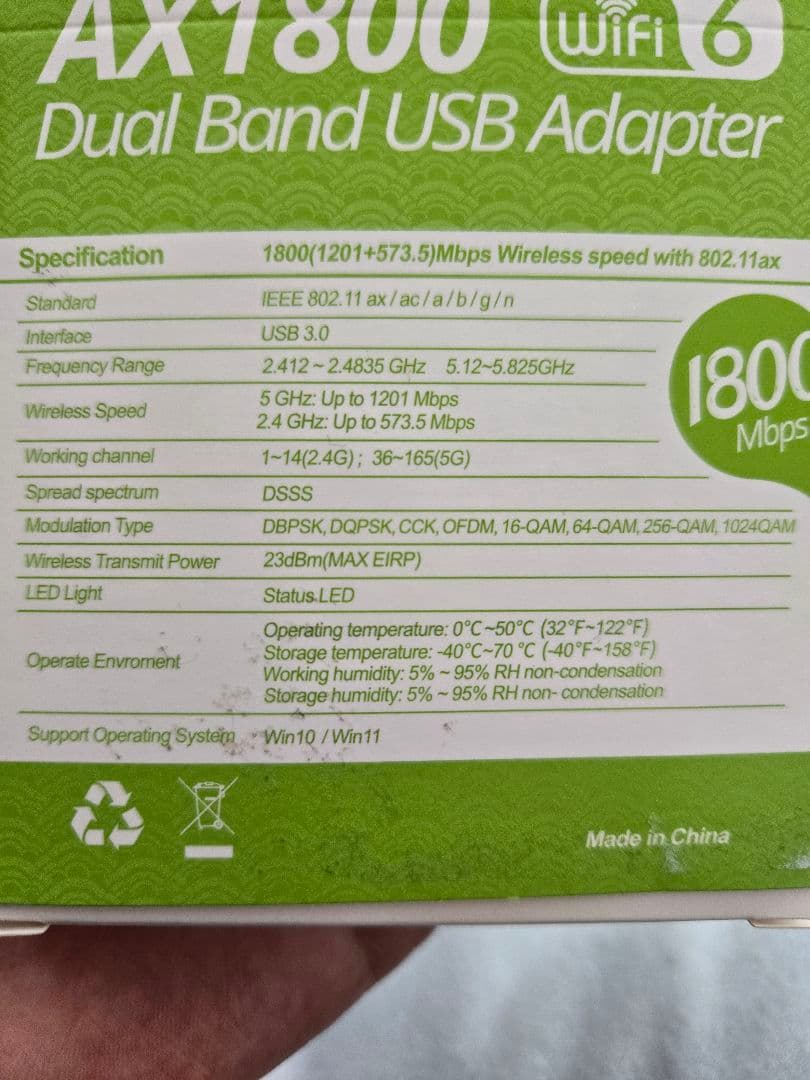 AX1800 WiFi 6
Dual Band USB Adapter
Specification 1800(1201+573.5)Mbps Wireless speed with 802.11ax
Standard IEEE 802.11 ax/ac/a/b/g/n
Interface USB 3.0
Frequency Range 2.412~2.4835 GHz 5.12~5.825GHz
1800
Mbps
Wireless Speed 5 GHz: Up to 1201 Mbps
2.4 GHz: Up to 573.5 Mbps
Working channel 1~14(2.4G); 36~165(5G)
Spread spectrum DSSS
Modulation Type DBPSK, DQPSK, CCK, OFDM, 16-QAM, 64-QAM, 256-QAM, 1024QAM
Wireless Transmit Power 23dBm(MAX EIRP)
LED Light Status LED
Operate Enviroment Operating temperature: 0°C~50°C (32°F~122°F)
Storage temperature: -40°C~70 °C (-40°F~158°F)
Working humidity: 5% ~ 95% RH non-condensation
Storage humidity: 5% ~ 95% RH non- condensation
Support Operating System Win10 / Win11
Made in China